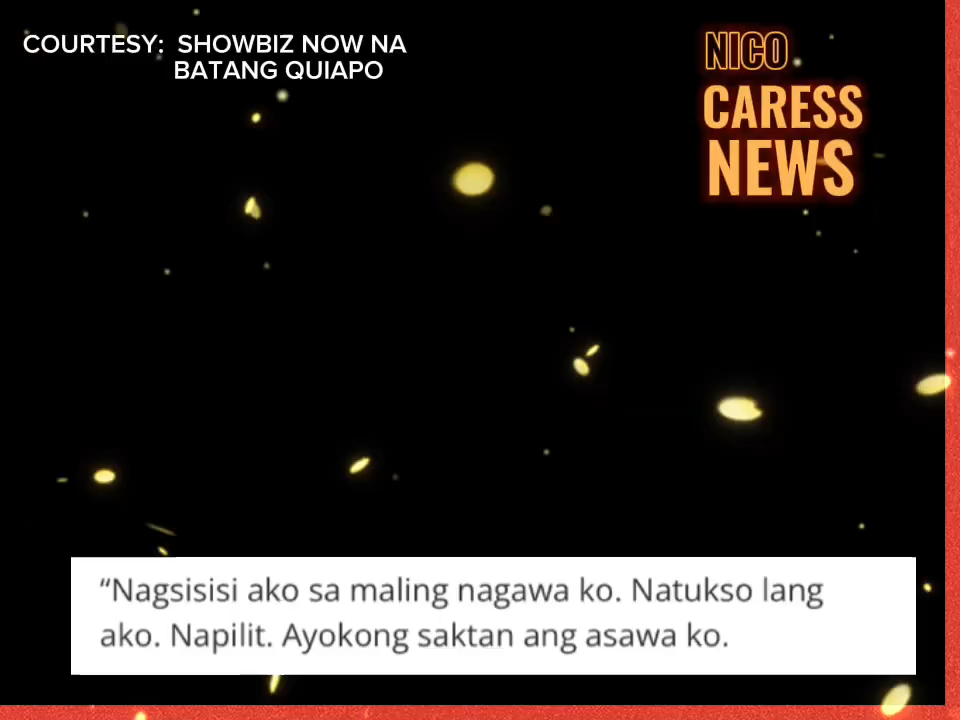 COURTESY: SHOWBIZ NOW NA
BATANG QUIAPO
NICO
CARESS
NEWS
“Nagsisisi ako sa maling nagawa ko. Natukso lang
ako. Napilit. Ayokong saktan ang asawa ko.